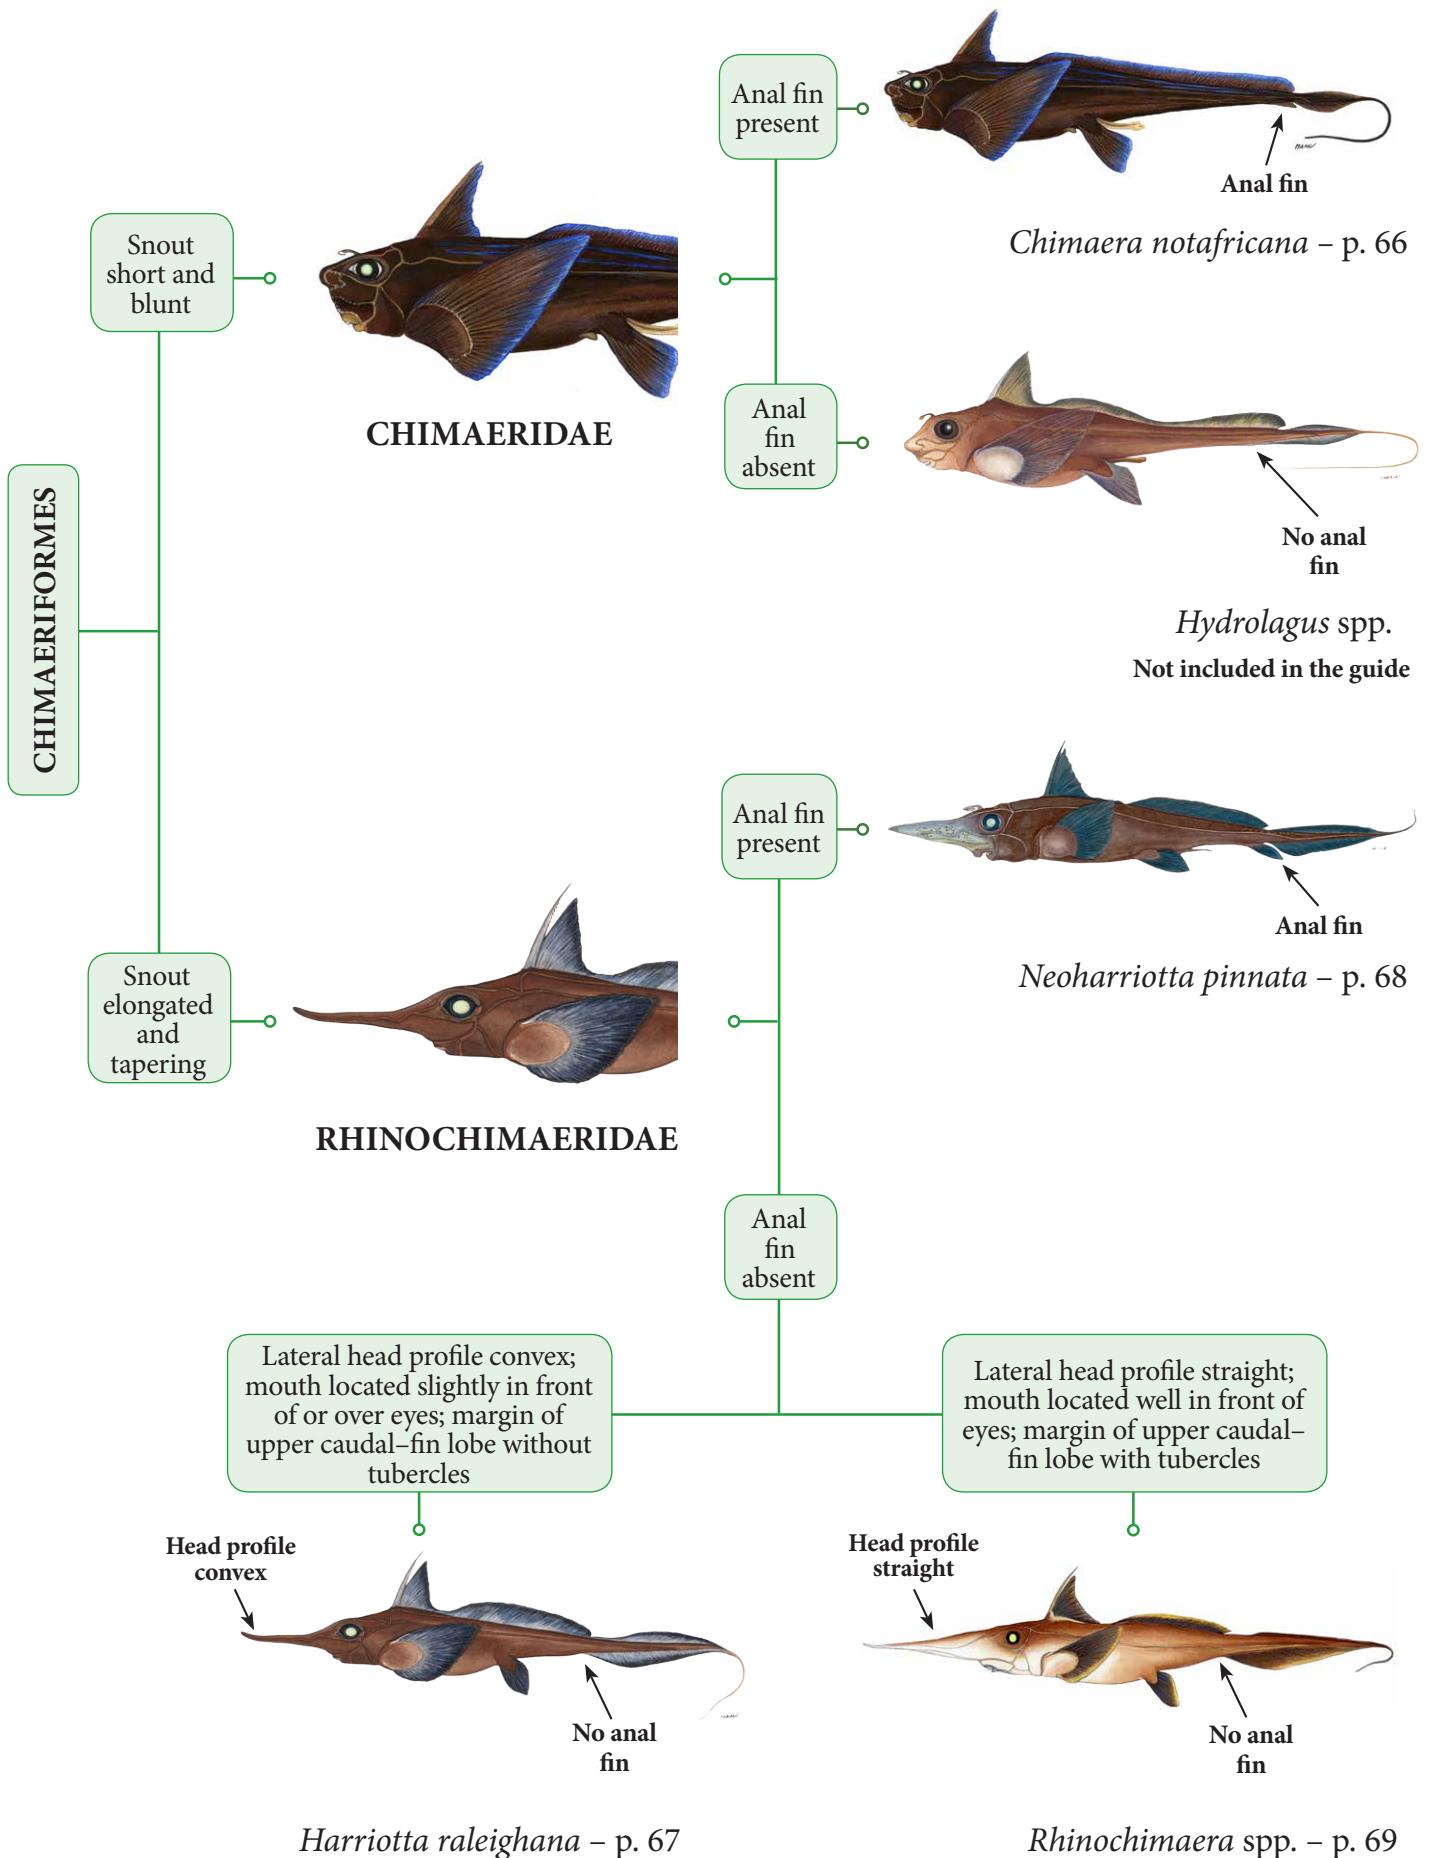 CHIMAERIFORMES
Snout
short and
blunt
CHIMAERIDAE
Anal fin
present
Anal fin
Chimaera notafricana – p. 66
Anal
fin
absent
No anal
fin
Hydrolagus spp.
Not included in the guide
Snout
elongated
and
tapering
RHINOCHIMAERIDAE
Anal fin
present
Anal fin
Neoharriotta pinnata – p. 68
Anal
fin
absent
Lateral head profile convex;
mouth located slightly in front
of or over eyes; margin of
upper caudal–fin lobe without
tubercles
Head profile
convex
No anal
fin
Harriotta raleighana – p. 67
Lateral head profile straight;
mouth located well in front of
eyes; margin of upper caudal–
fin lobe with tubercles
Head profile
straight
No anal
fin
Rhinochimaera spp. – p. 69